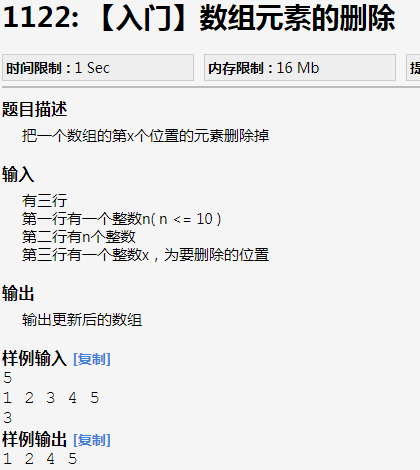 1122: 【入门】数组元素的删除
时间限制 : 1 Sec 内存限制 : 16 Mb
题目描述
把一个数组的第x个位置的元素删除掉
输入
有三行
第一行有一个整数n( n <= 10 )
第二行有n个整数
第三行有一个整数x，为要删除的位置
输出
输出更新后的数组
样例输入 [复制]
5
1 2 3 4 5
3
样例输出 [复制]
1 2 4 5